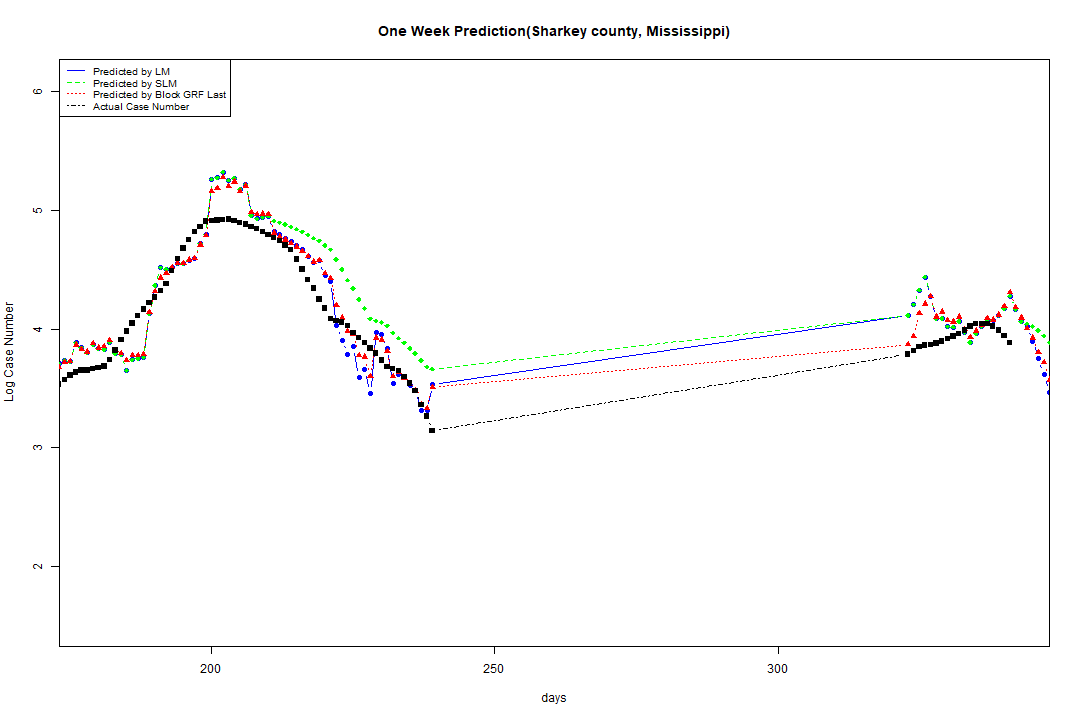 One Week Prediction(Sharkey county, Mississippi)
Predicted by LM
Predicted by SLM
Predicted by Block GRF Last
Actual Case Number
6
5
4
3
2
Log Case Number
200
250
300
days